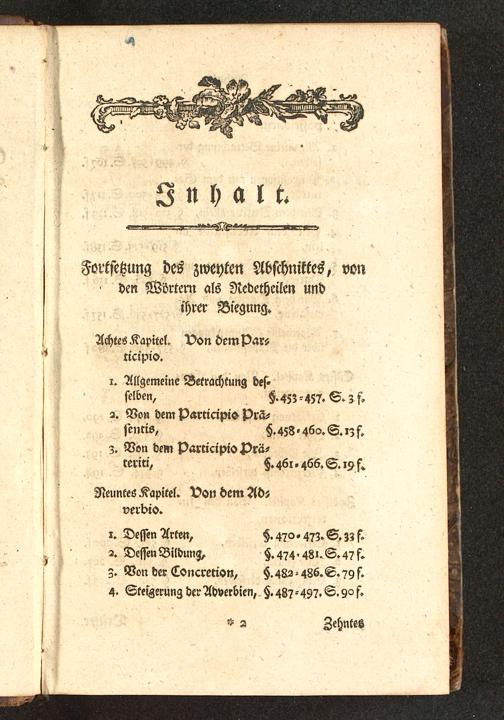 Inhalt.
Fortsetzung des zweyten Abschnittes, von
den Wörtern als Redetheilen und
ihrer Biegung.
Achtes Kapitel. Von dem Par-
ticipio.
1. Allgemeine Betrachtung des-
selben, §. 453-457. S. 3 f.
2. Von dem Participio Prä-
sentis, §. 458-460. S. 13 f.
3. Von dem Participio Prä-
teriti, §. 461-466. S. 19 f.
Neuntes Kapitel. Von dem Ad-
verbio.
1. Dessen Arten, §. 470-473. S. 33 f.
2. Dessen Bildung, §. 474-481. S. 47 f.
3. Von der Concretion, §. 482-486. S. 79 f.
4. Steigerung der Adverbien, §. 487-497. S. 90 f.
* 2 Zehntes